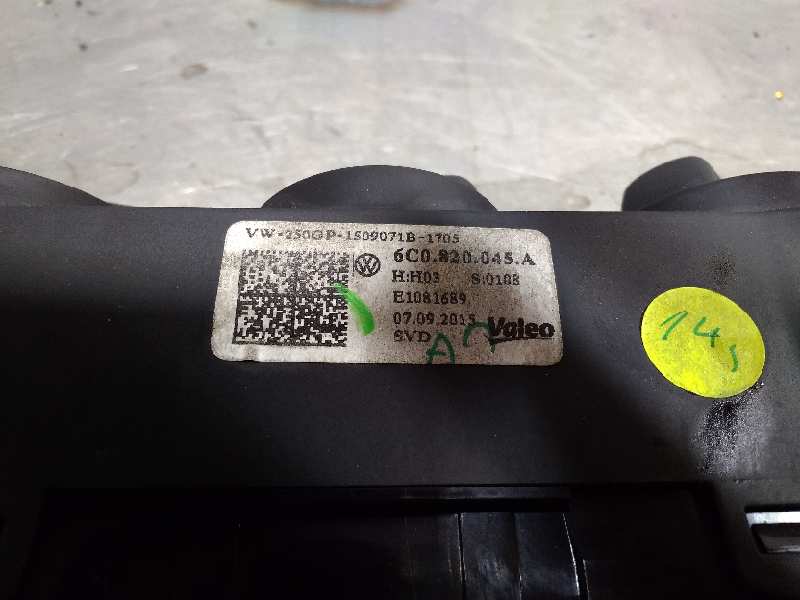 VW-250GP-1509071B-1705
6C0.820.045.A
H:H03 S:0188
E1081689
07.09.2015
SVD
Valeo
A
14,